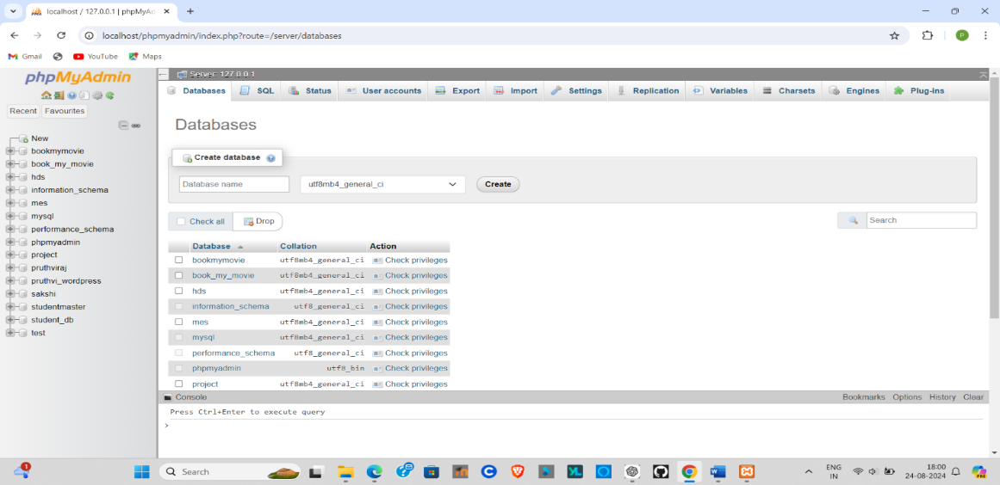 localhost / 127.0.0.1 | phpMyAd
localhost/phpmyadmin/index.php?route=/server/databases
P
Gmail YouTube Maps
phpMyAdmin
Recent Favourites
New
bookmymovie
book_my_movie
hds
information_schema
mes
mysql
performance_schema
phpmyadmin
project
pruthviraj
pruthvi_wordpress
sakshi
studentmaster
student_db
test
Server: 127.0.0.1
Databases SQL Status User accounts Export Import Settings Replication Variables Charsets Engines Plug-ins
Databases
Create database
Database name utf8mb4_general_ci Create
Check all Drop Search
Database Collation Action
bookmymovie utf8mb4_general_ci Check privileges
book_my_movie utf8mb4_general_ci Check privileges
hds utf8mb4_general_ci Check privileges
information_schema utf8_general_ci Check privileges
mes utf8mb4_general_ci Check privileges
mysql utf8mb4_general_ci Check privileges
performance_schema utf8_general_ci Check privileges
phpmyadmin utf8_bin Check privileges
project utf8mb4_general_ci Check privileges
Console Bookmarks Options History Clear
Press Ctrl+Enter to execute query
>
1 Search YL ENG IN 18:00 24-08-2024